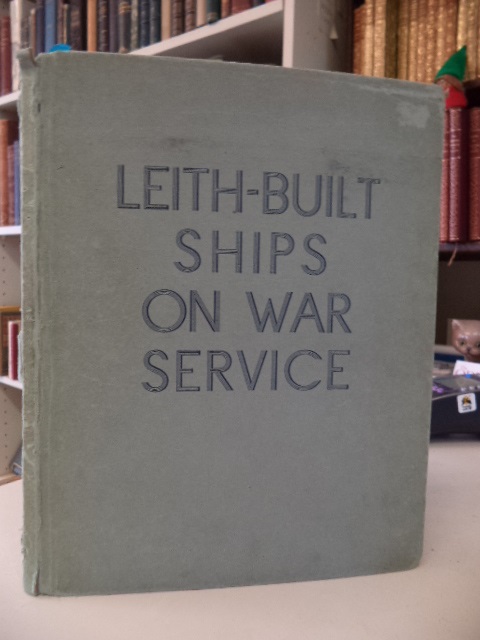 LEITH-BUILT
SHIPS
ON WAR
SERVICE